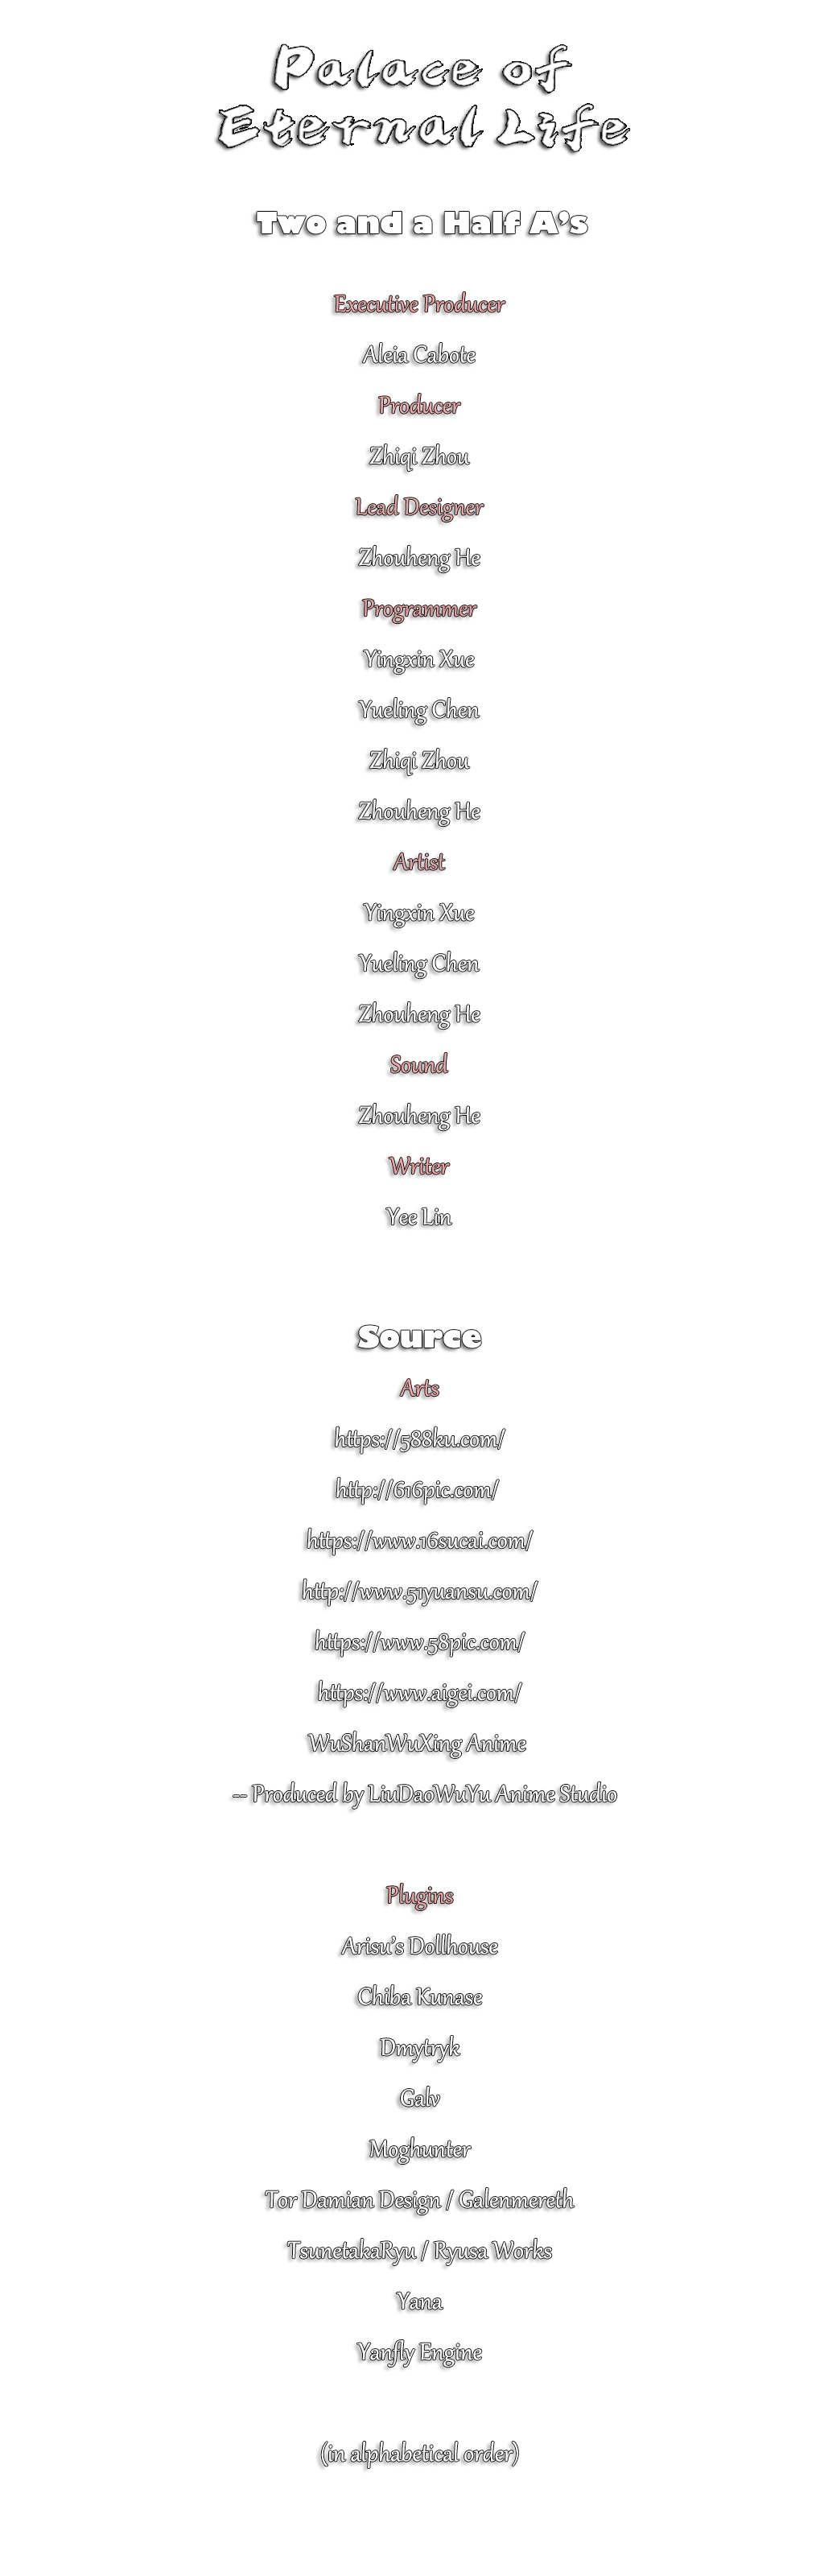 Palace of
Eternal Life
Two and a Half A's
Executive Producer
Aleia Cabote
Producer
Zhiqi Zhou
Lead Designer
Zhouheng He
Programmer
Yingxin Xue
Yueling Chen
Zhiqi Zhou
Zhouheng He
Artist
Yingxin Xue
Yueling Chen
Zhouheng He
Sound
Zhouheng He
Writer
Yee Lin
Source
Arts
https://588ku.com/
http://616pic.com/
https://www.16sucai.com/
http://www.51yuansu.com/
https://www.58pic.com/
https://www.aigei.com/
WuShanWuXing Anime
-- Produced by LiuDaoWuYu Anime Studio
Plugins
Arisu's Dollhouse
Chiba Kunase
Dmytryk
Galv
Moghunter
Tor Damian Design / Galenmereth
TsunetakaRyu / Ryusa Works
Yana
Yanfly Engine
(in alphabetical order)